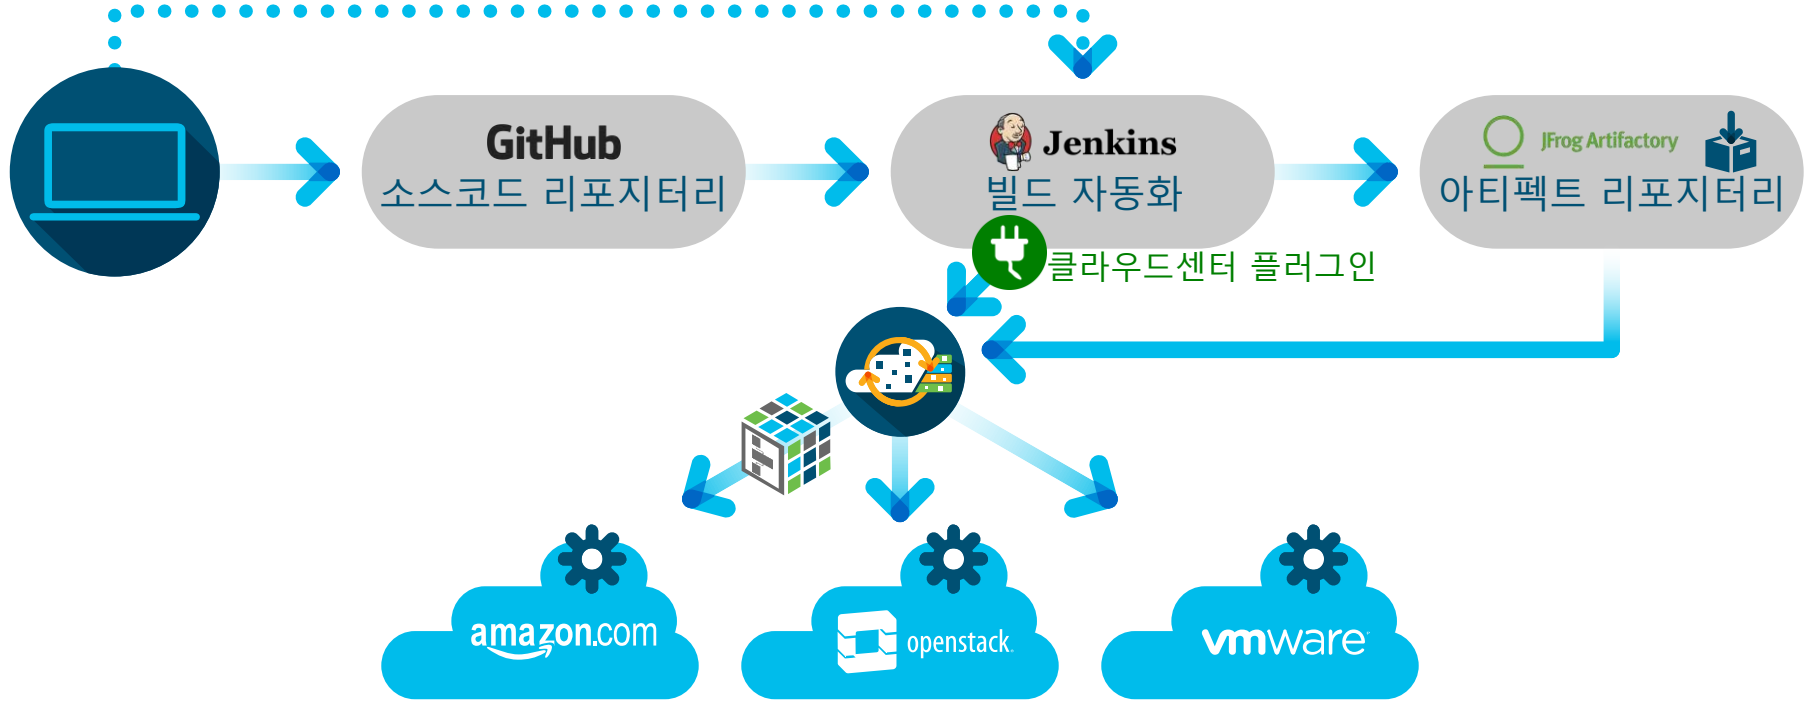 GitHub
소스코드 리포지터리
Jenkins
빌드 자동화
JFrog Artifactory
아티펙트 리포지터리
클라우드센터 플러그인
amazon.com
openstack
vmware